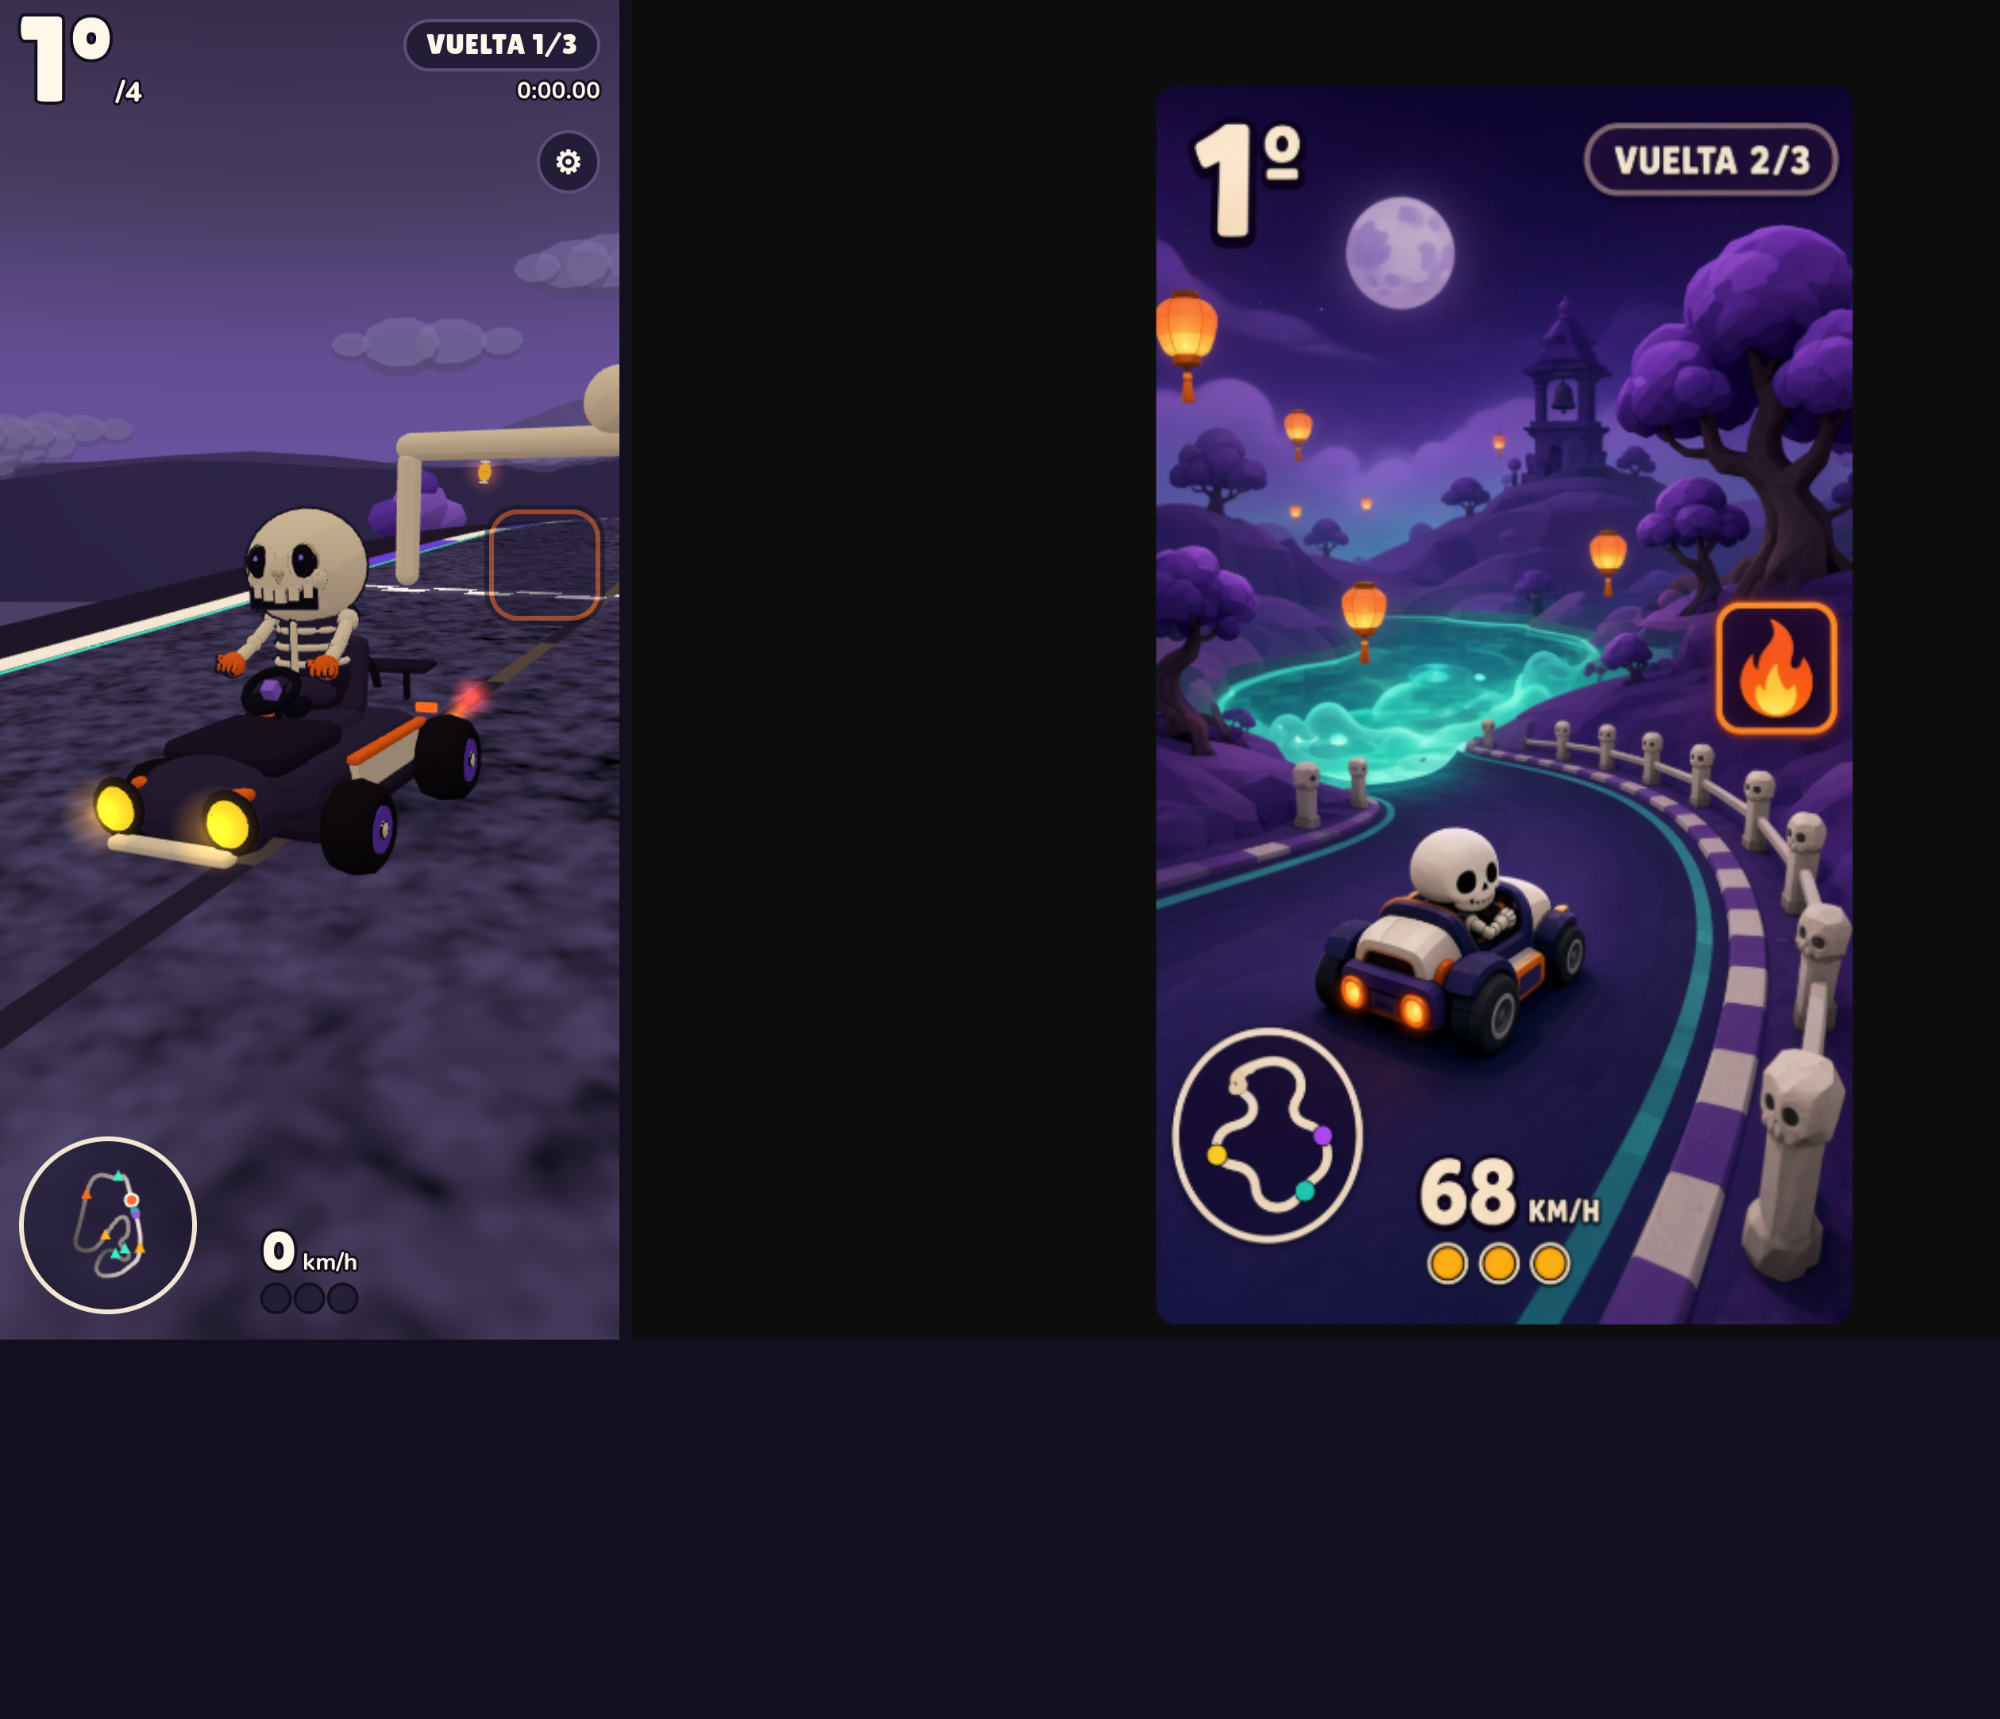 1º
/4
VUELTA 1/3
0:00.00
0 km/h
1º
VUELTA 2/3
68 KM/H